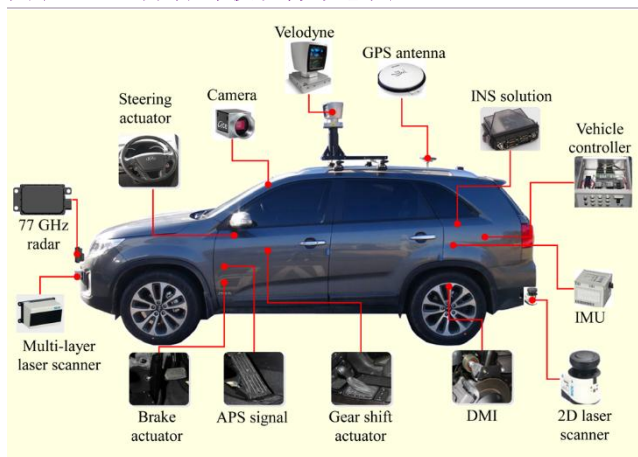 Velodyne
GPS antenna
Steering
actuator
Camera
INS solution
Vehicle
controller
77 GHz
radar
Multi-layer
laser scanner
IMU
Brake
actuator
APS signal
Gear shift
actuator
DMI
2D laser
scanner